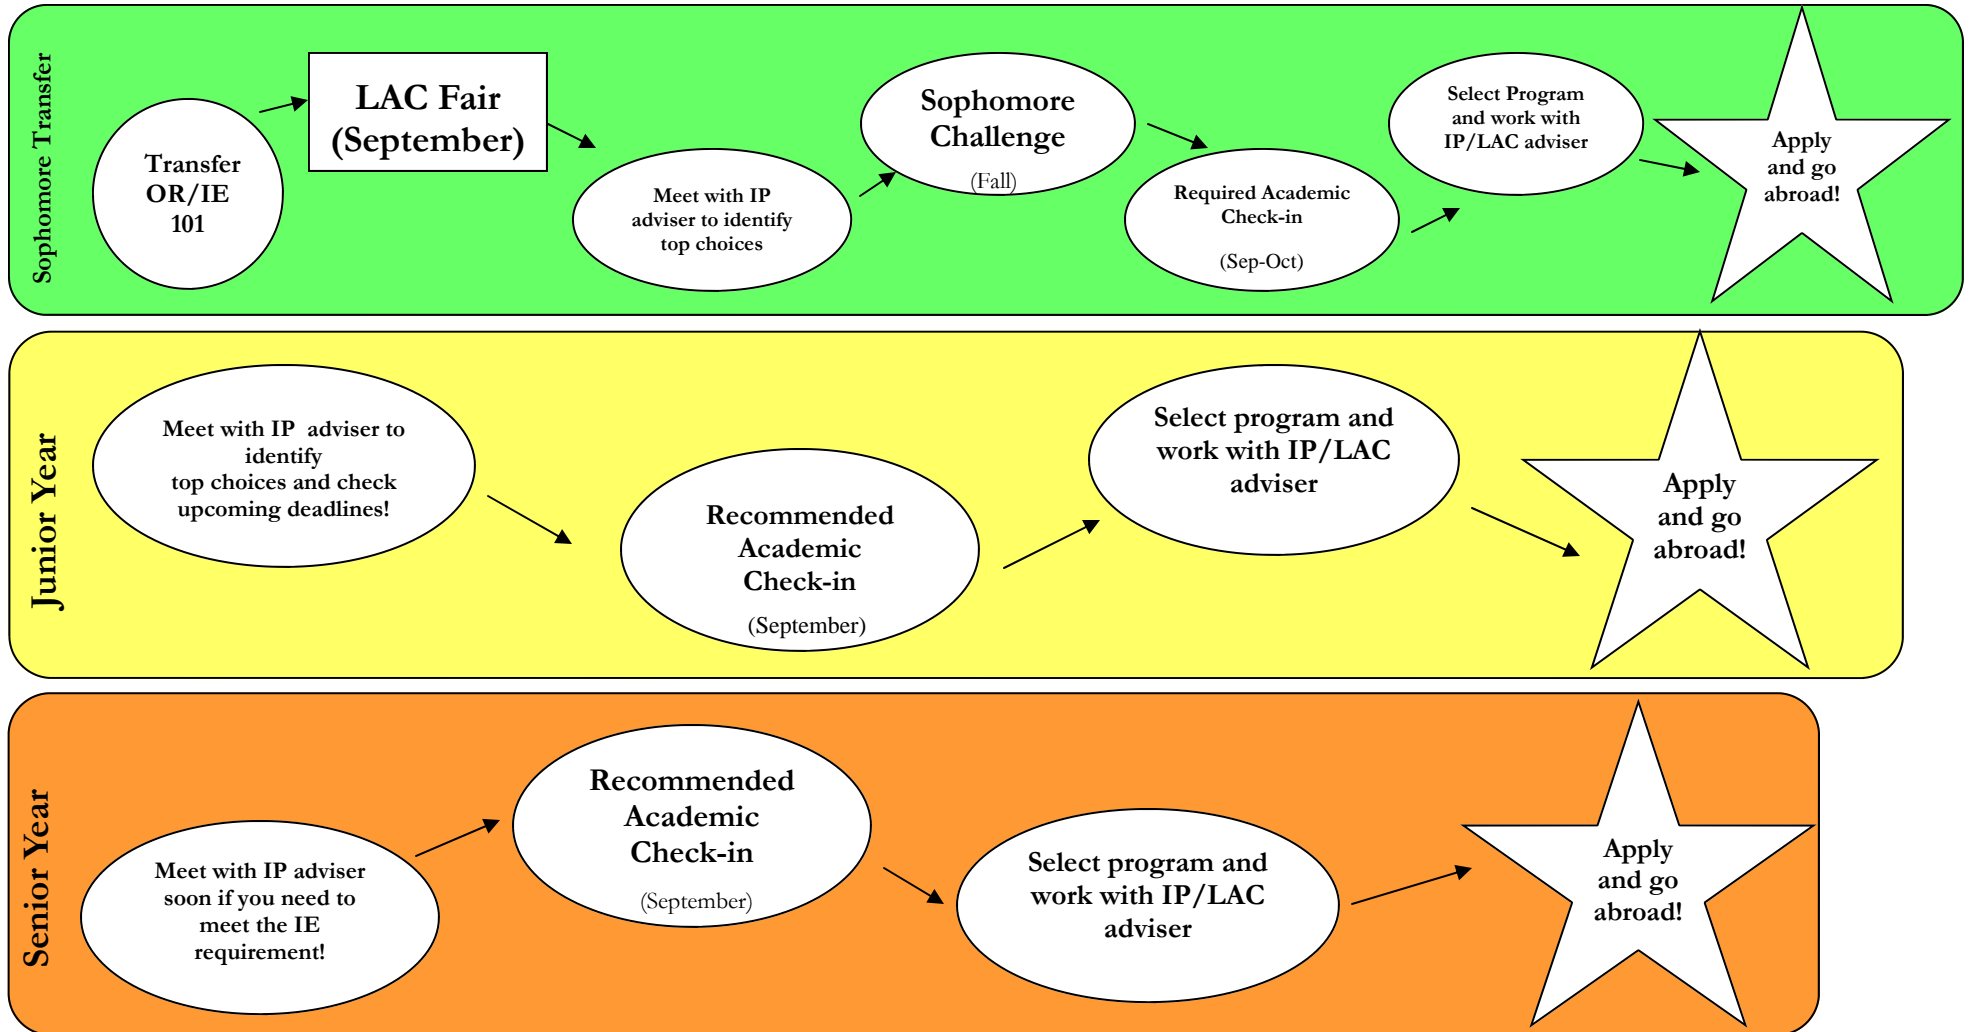 Sophomore Transfer
Transfer
OR/IE
101
LAC Fair
(September)
Meet with IP
adviser to identify
top choices
Sophomore
Challenge
(Fall)
Required Academic
Check-in
(Sep-Oct)
Select Program
and work with
IP/LAC adviser
Apply
and go
abroad!
Junior Year
Meet with IP adviser to
identify
top choices and check
upcoming deadlines!
Recommended
Academic
Check-in
(September)
Select program and
work with IP/LAC
adviser
Apply
and go
abroad!
Senior Year
Meet with IP adviser
soon if you need to
meet the IE
requirement!
Recommended
Academic
Check-in
(September)
Select program and
work with IP/LAC
adviser
Apply
and go
abroad!